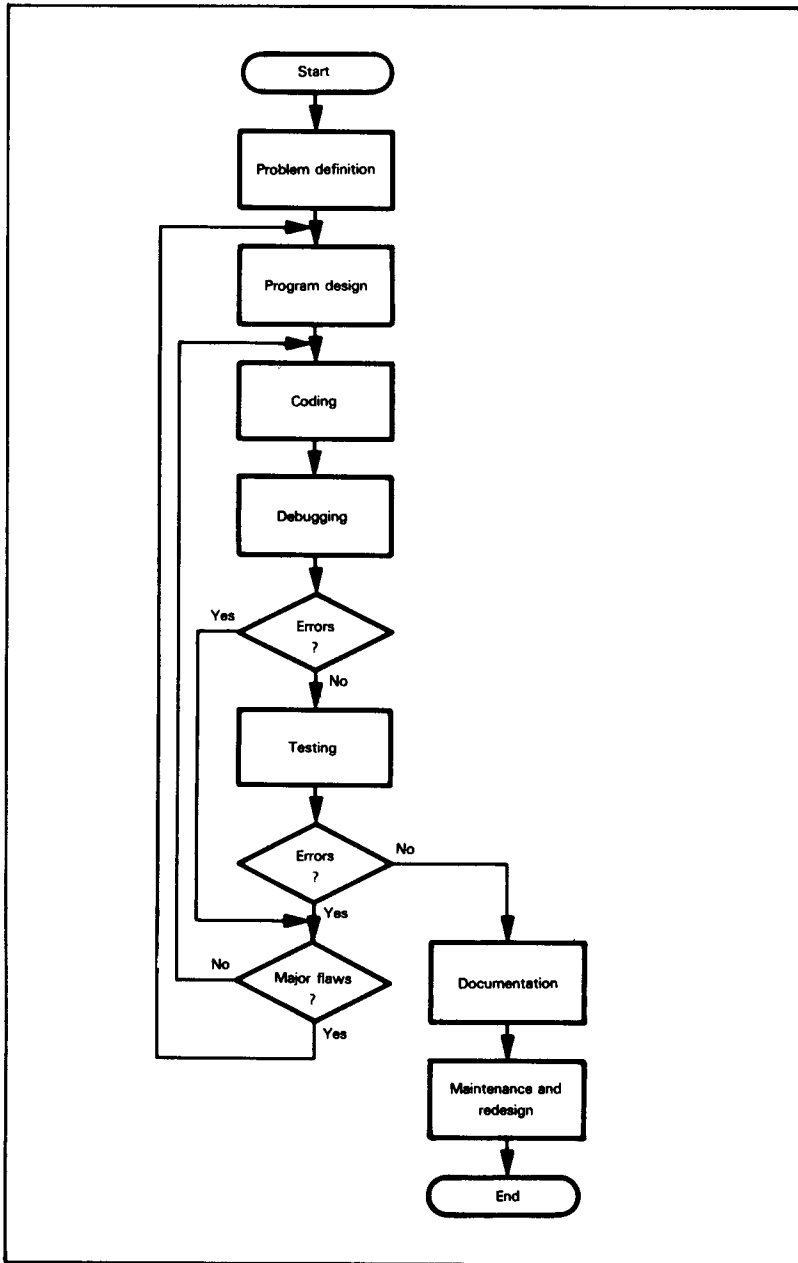 Start
Problem definition
Program design
Coding
Debugging
Yes
Errors
?
No
Testing
Errors
?
No
Yes
No
Major flaws
?
Yes
Documentation
Maintenance and
redesign
End